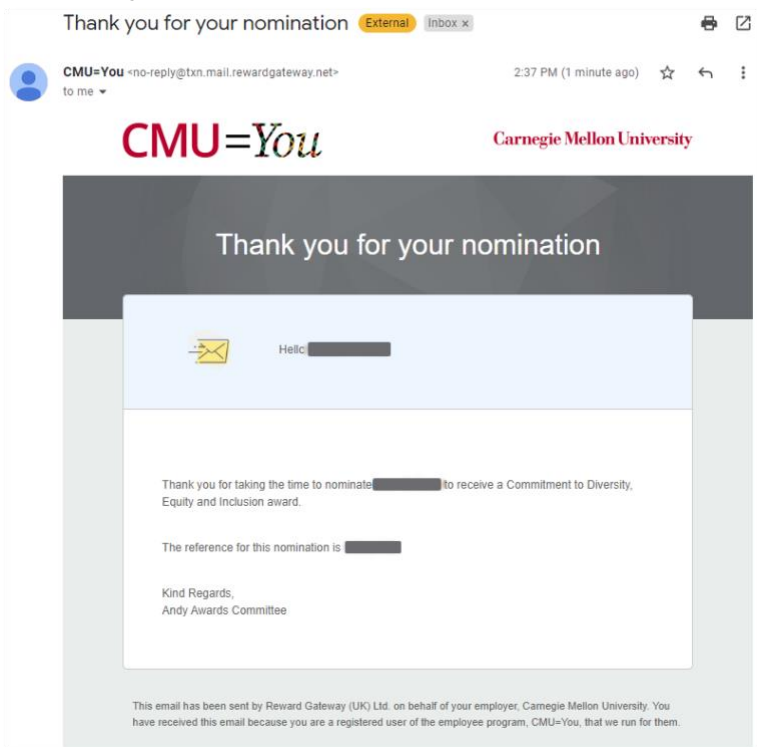 Thank you for your nomination External Inbox x
CMU=You <no-reply@txn.mail.rewardgateway.net> 2:37 PM (1 minute ago)
to me
CMU=You Carnegie Mellon University
Thank you for your nomination
Hello
Thank you for taking the time to nominate to receive a Commitment to Diversity,
Equity and Inclusion award.
The reference for this nomination is
Kind Regards,
Andy Awards Committee
This email has been sent by Reward Gateway (UK) Ltd. on behalf of your employer, Carnegie Mellon University. You
have received this email because you are a registered user of the employee program, CMU=You, that we run for them.